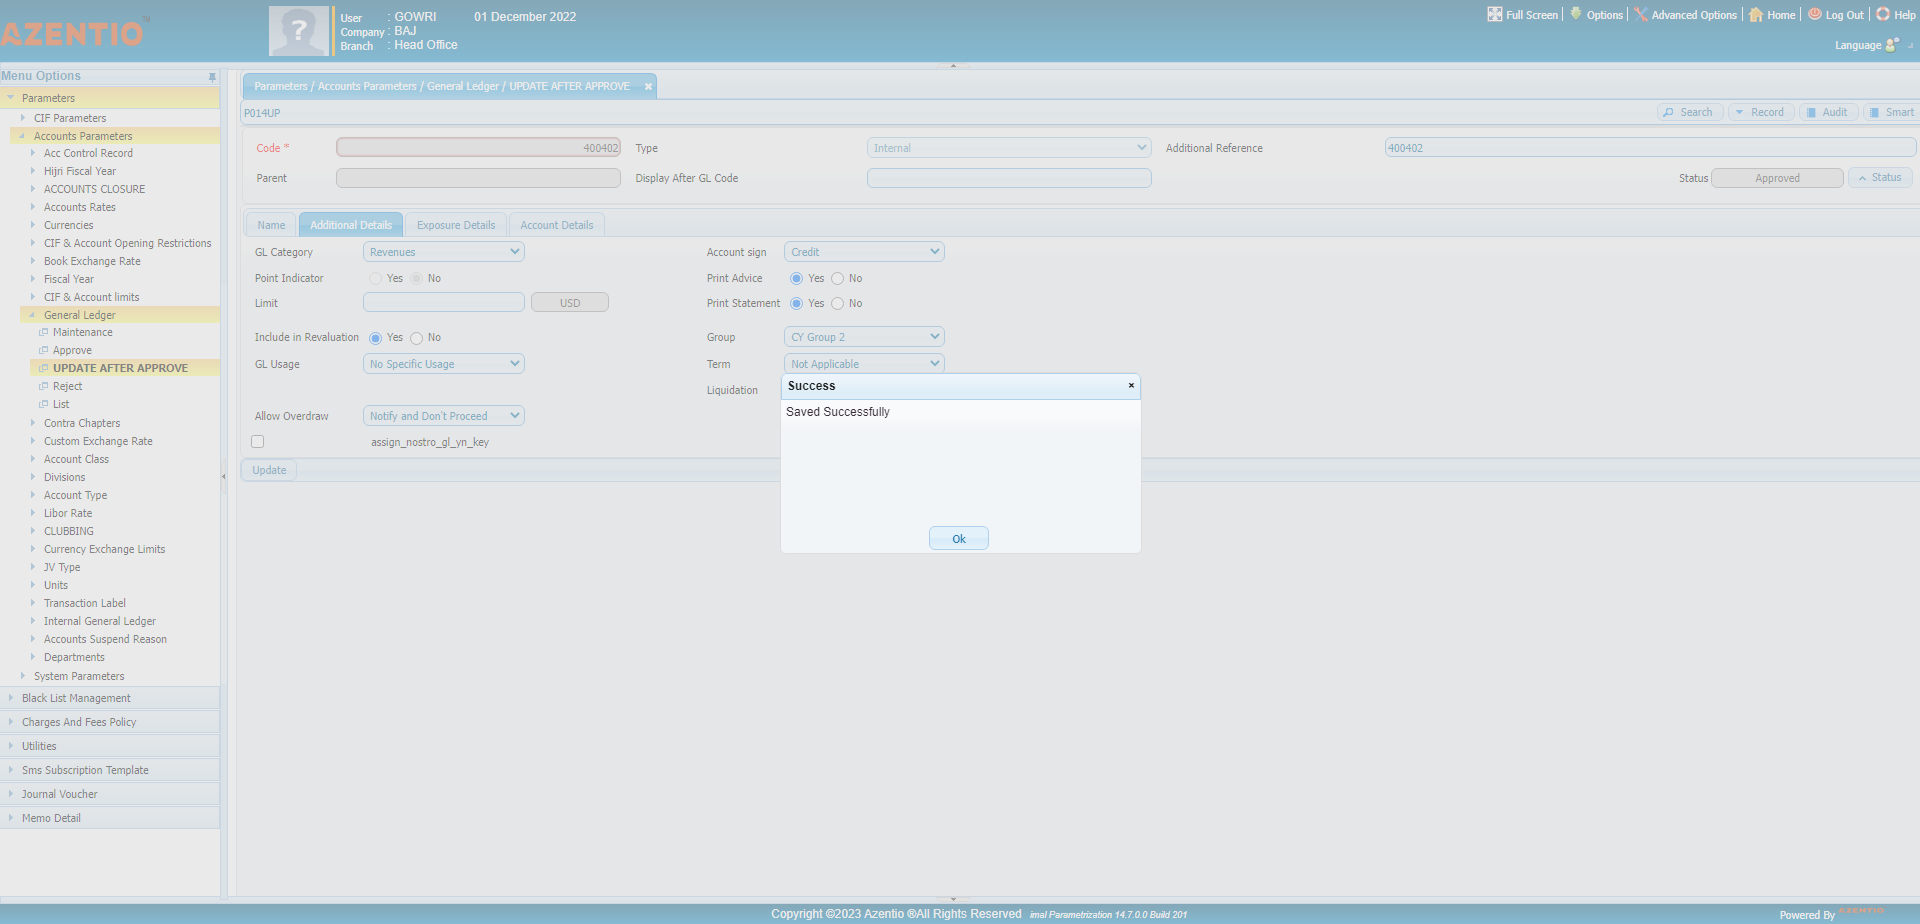 AZENTIO™
User : GOWRI 01 December 2022
Company : BAJ
Branch : Head Office
Full Screen Options Advanced Options Home Log Out Help
Language
Menu Options
Parameters
CIF Parameters
Accounts Parameters
Acc Control Record
Hijri Fiscal Year
ACCOUNTS CLOSURE
Accounts Rates
Currencies
CIF & Account Opening Restrictions
Book Exchange Rate
Fiscal Year
CIF & Account limits
General Ledger
Maintenance
Approve
UPDATE AFTER APPROVE
Reject
List
Contra Chapters
Custom Exchange Rate
Account Class
Divisions
Account Type
Libor Rate
CLUBBING
Currency Exchange Limits
JV Type
Units
Transaction Label
Internal General Ledger
Accounts Suspend Reason
Departments
System Parameters
Black List Management
Charges And Fees Policy
Utilities
Sms Subscription Template
Journal Voucher
Memo Detail
Parameters / Accounts Parameters / General Ledger / UPDATE AFTER APPROVE
P014UP Search Record Audit Smart
Code * 400402 Type Internal Additional Reference 400402
Parent Display After GL Code Status Approved Status
Name Additional Details Exposure Details Account Details
GL Category Revenues Account sign Credit
Point Indicator Yes No Print Advice Yes No
Limit USD Print Statement Yes No
Include in Revaluation Yes No Group CY Group 2
GL Usage No Specific Usage Term Not Applicable
Liquidation
Allow Overdraw Notify and Don't Proceed
assign_nostro_gl_yn_key
Update
Success
Saved Successfully
Ok
Copyright ©2023 Azentio ®All Rights Reserved imal Parametrization 14.7.0.0 Build 201
Powered By AZENTIO